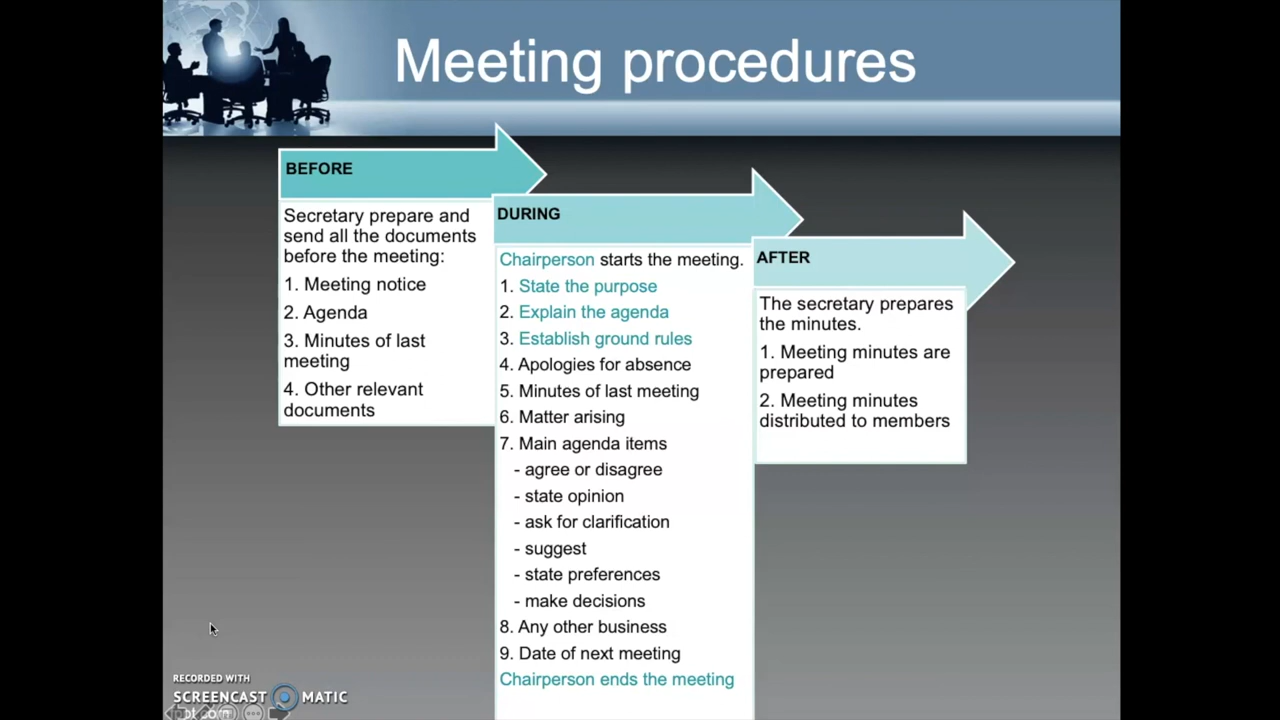 Meeting procedures
BEFORE
Secretary prepare and
send all the documents
before the meeting:
1. Meeting notice
2. Agenda
3. Minutes of last
meeting
4. Other relevant
documents
DURING
Chairperson starts the meeting.
1. State the purpose
2. Explain the agenda
3. Establish ground rules
4. Apologies for absence
5. Minutes of last meeting
6. Matter arising
7. Main agenda items
- agree or disagree
- state opinion
- ask for clarification
- suggest
- state preferences
- make decisions
8. Any other business
9. Date of next meeting
Chairperson ends the meeting
AFTER
The secretary prepares
the minutes.
1. Meeting minutes are
prepared
2. Meeting minutes
distributed to members
RECORDED WITH
SCREENCAST MATIC